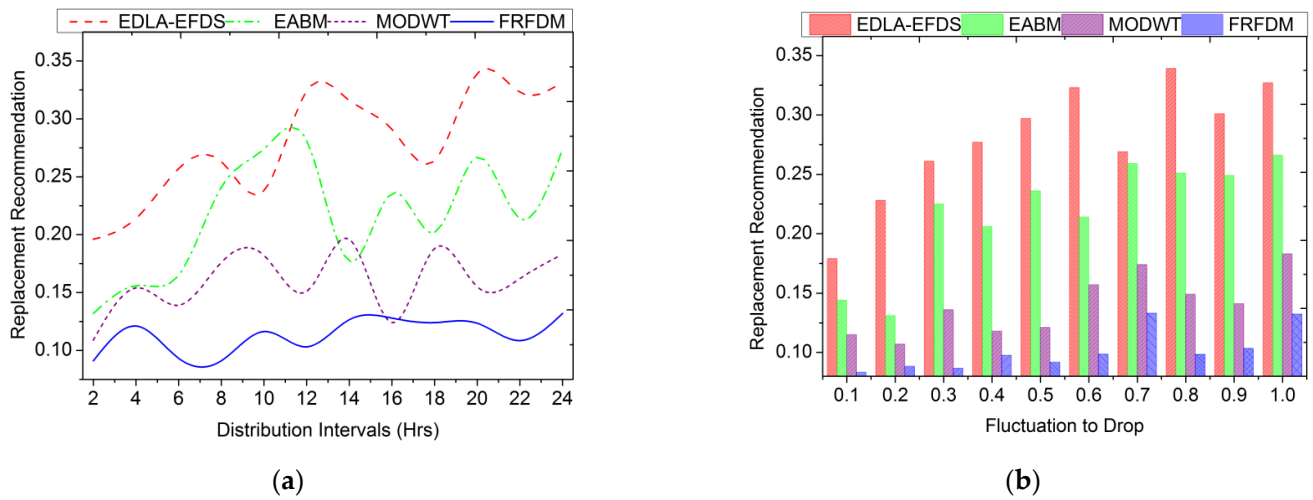 EDLA-EFDS EABM MODWT FRFDM
Replacement Recommendation
0.35
0.30
0.25
0.20
0.15
0.10
2 4 6 8 10 12 14 16 18 20 22 24
Distribution Intervals (Hrs)
(a)
EDLA-EFDS EABM MODWT FRFDM
Replacement Recommendation
0.35
0.30
0.25
0.20
0.15
0.10
0.1 0.2 0.3 0.4 0.5 0.6 0.7 0.8 0.9 1.0
Fluctuation to Drop
(b)